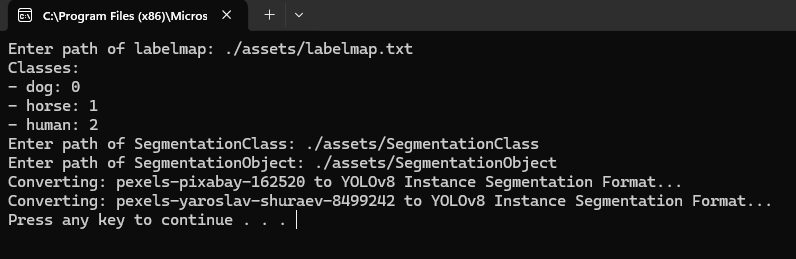 C:\Program Files (x86)\Micros
Enter path of labelmap: ./assets/labelmap.txt
Classes:
- dog: 0
- horse: 1
- human: 2
Enter path of SegmentationClass: ./assets/SegmentationClass
Enter path of SegmentationObject: ./assets/SegmentationObject
Converting: pexels-pixabay-162520 to YOLOv8 Instance Segmentation Format...
Converting: pexels-yaroslav-shuraev-8499242 to YOLOv8 Instance Segmentation Format...
Press any key to continue . . .